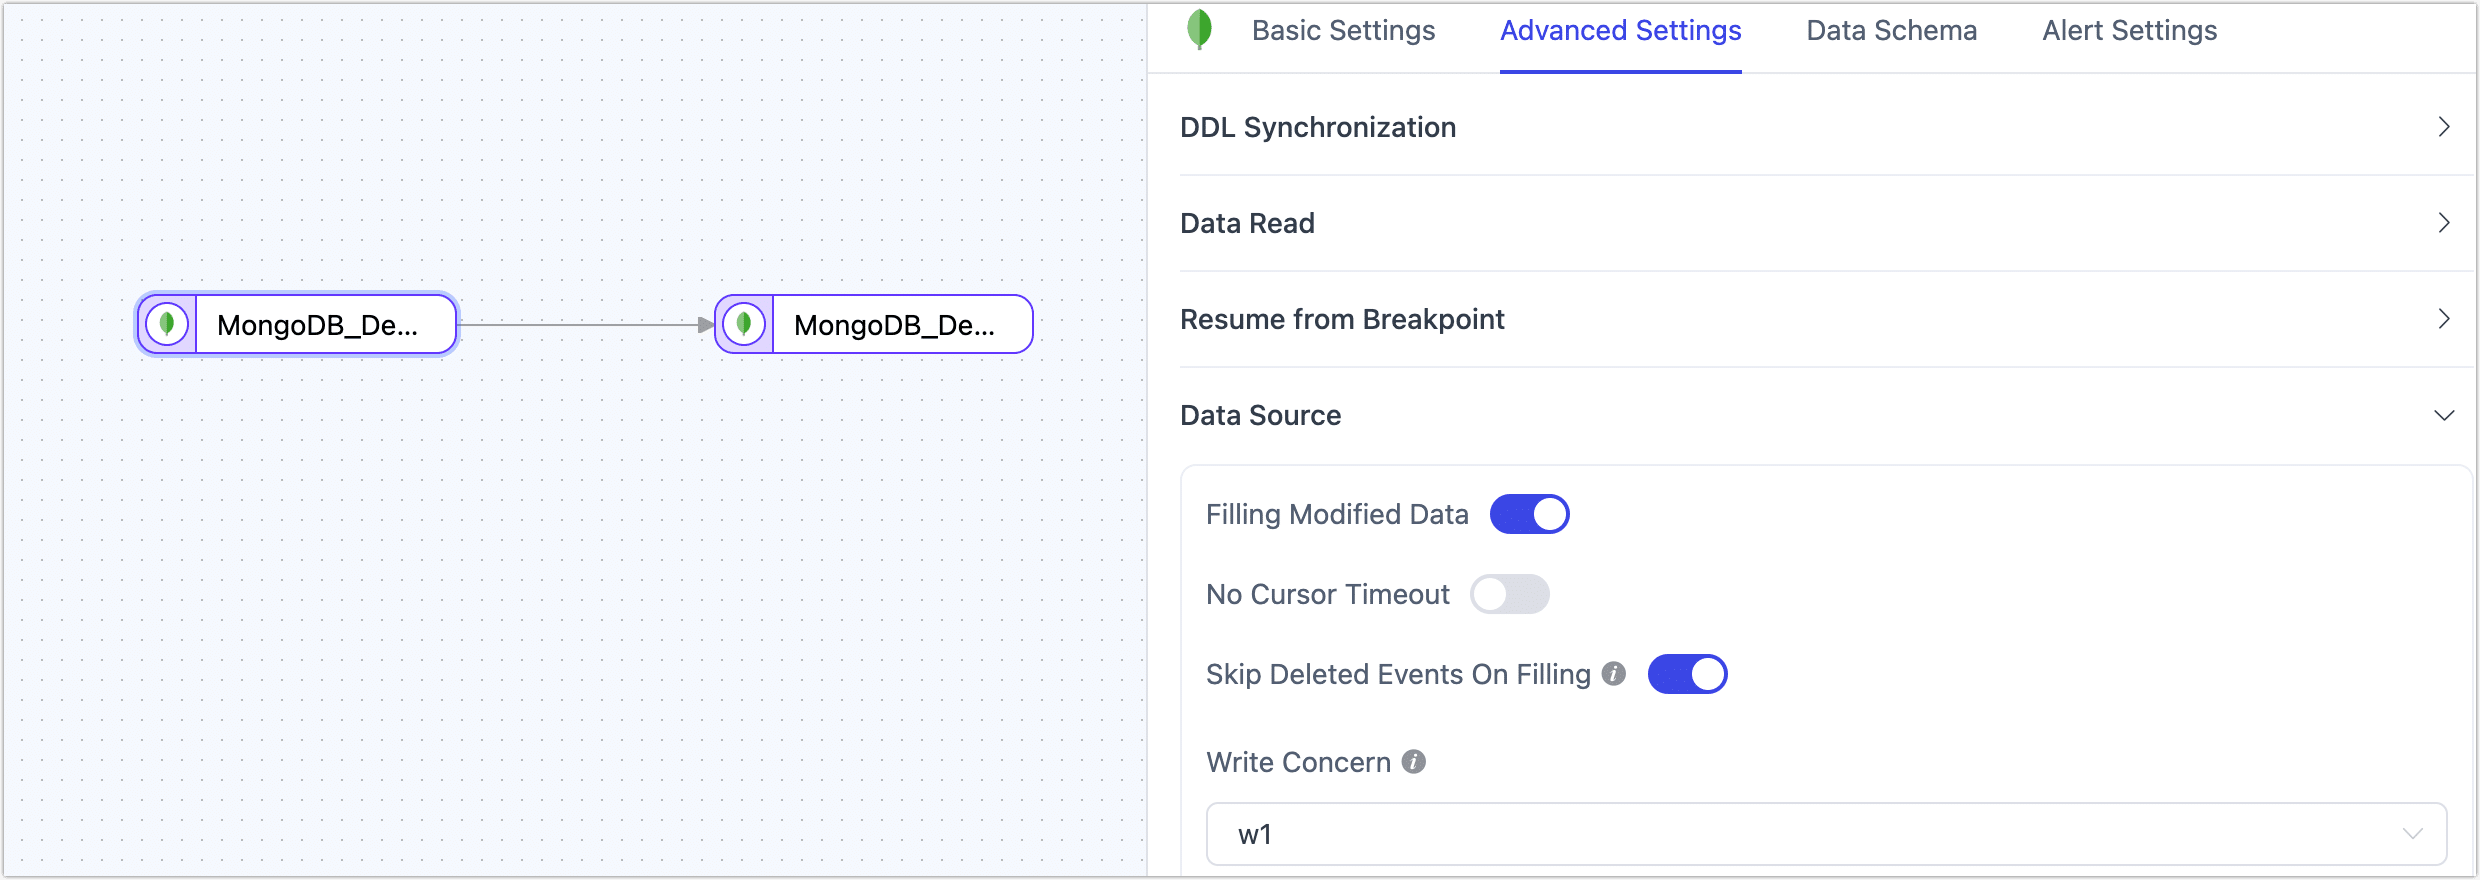 MongoDB_De...
MongoDB_De...
Basic Settings
Advanced Settings
Data Schema
Alert Settings
DDL Synchronization
Data Read
Resume from Breakpoint
Data Source
Filling Modified Data
No Cursor Timeout
Skip Deleted Events On Filling
Write Concern
w1